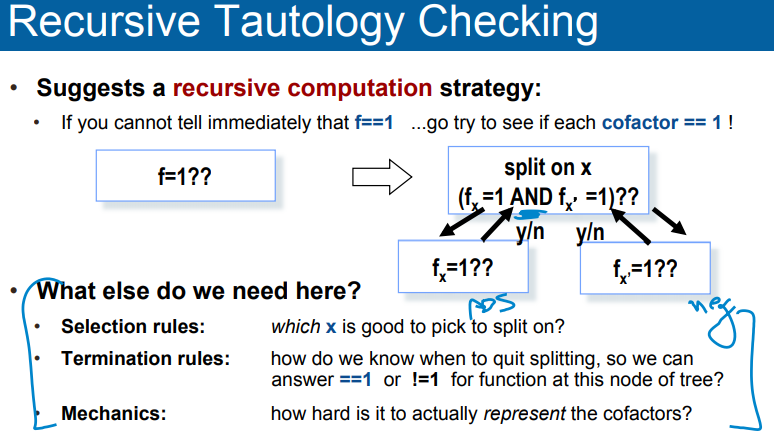 Recursive Tautology Checking
• Suggests a recursive computation strategy:
• If you cannot tell immediately that f==1 ...go try to see if each cofactor == 1 !
f=1??
split on x
(fx=1 AND fx' =1)??
y/n y/n
fx=1??
fx'=1??
pos
neg
• What else do we need here?
• Selection rules: which x is good to pick to split on?
• Termination rules: how do we know when to quit splitting, so we can
answer ==1 or !=1 for function at this node of tree?
• Mechanics: how hard is it to actually represent the cofactors?